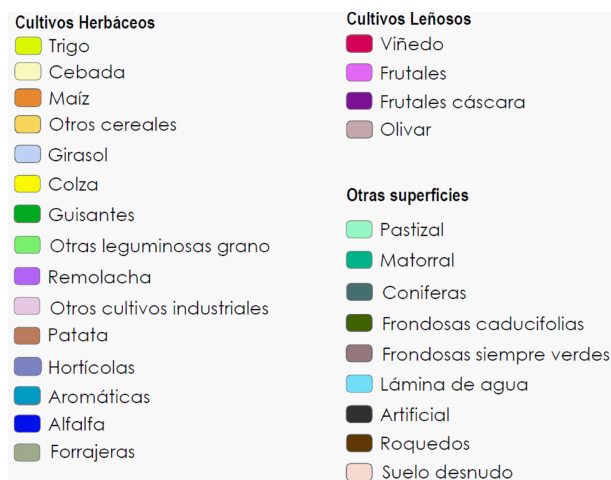 Cultivos Herbáceos
Trigo
Cebada
Maíz
Otros cereales
Girasol
Colza
Guisantes
Otras leguminosas grano
Remolacha
Otros cultivos industriales
Patata
Hortícolas
Aromáticas
Alfalfa
Forrajeras
Cultivos Leñosos
Viñedo
Frutales
Frutales cáscara
Olivar
Otras superficies
Pastizal
Matorral
Coniferas
Frondosas caducifolias
Frondosas siempre verdes
Lámina de agua
Artificial
Roquedos
Suelo desnudo